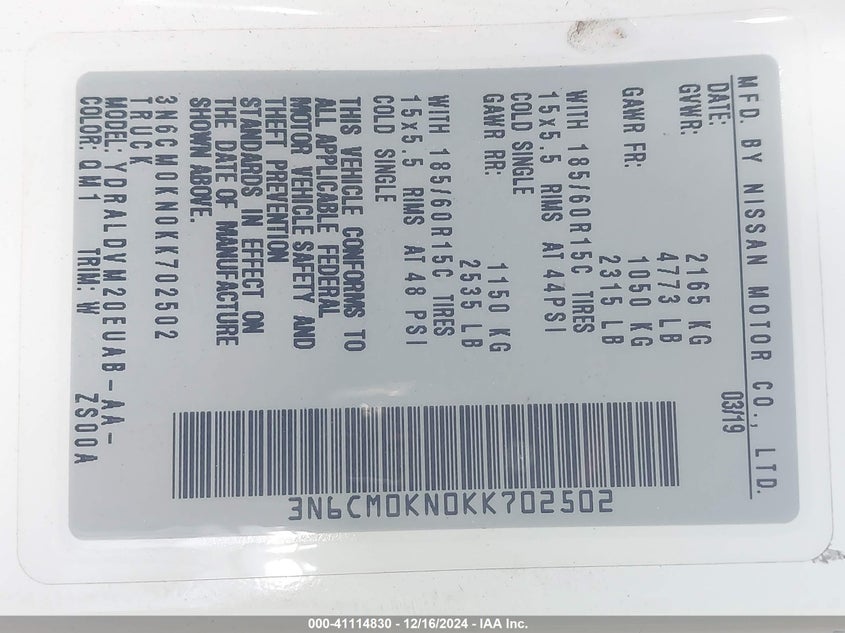 MFD. BY NISSAN MOTOR CO., LTD.
DATE: 03/19
GVWR: 2165 KG
4773 LB
GAWR FR: 1050 KG
2315 LB
WITH 185/60R15C TIRES
15x5.5 RIMS AT 44PSI
COLD SINGLE
GAWR RR: 1150 KG
2535 LB
WITH 185/60R15C TIRES
15x5.5 RIMS AT 48 PSI
COLD SINGLE
THIS VEHICLE CONFORMS TO
ALL APPLICABLE FEDERAL
MOTOR VEHICLE SAFETY AND
THEFT PREVENTION
STANDARDS IN EFFECT ON
THE DATE OF MANUFACTURE
SHOWN ABOVE.
3N6CM0KN0KK702502
TRUCK
MODEL: YDRALDYM20EUAB-AA-
ZS00A
COLOR: QM1 TRIM: W
3N6CM0KN0KK702502
000-41114830 - 12/16/2024 - IAA Inc.